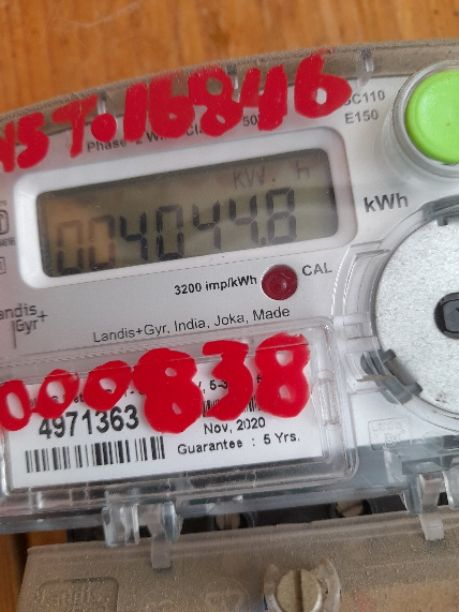 NST.16846
SC110
E150
Phase
kW. h
004044.8
kWh
3200 imp/kWh
CAL
Landis+
Gyr
Landis+Gyr, India, Joka, Made
000838
4971363
Nov, 2020
Guarantee : 5 Yrs.